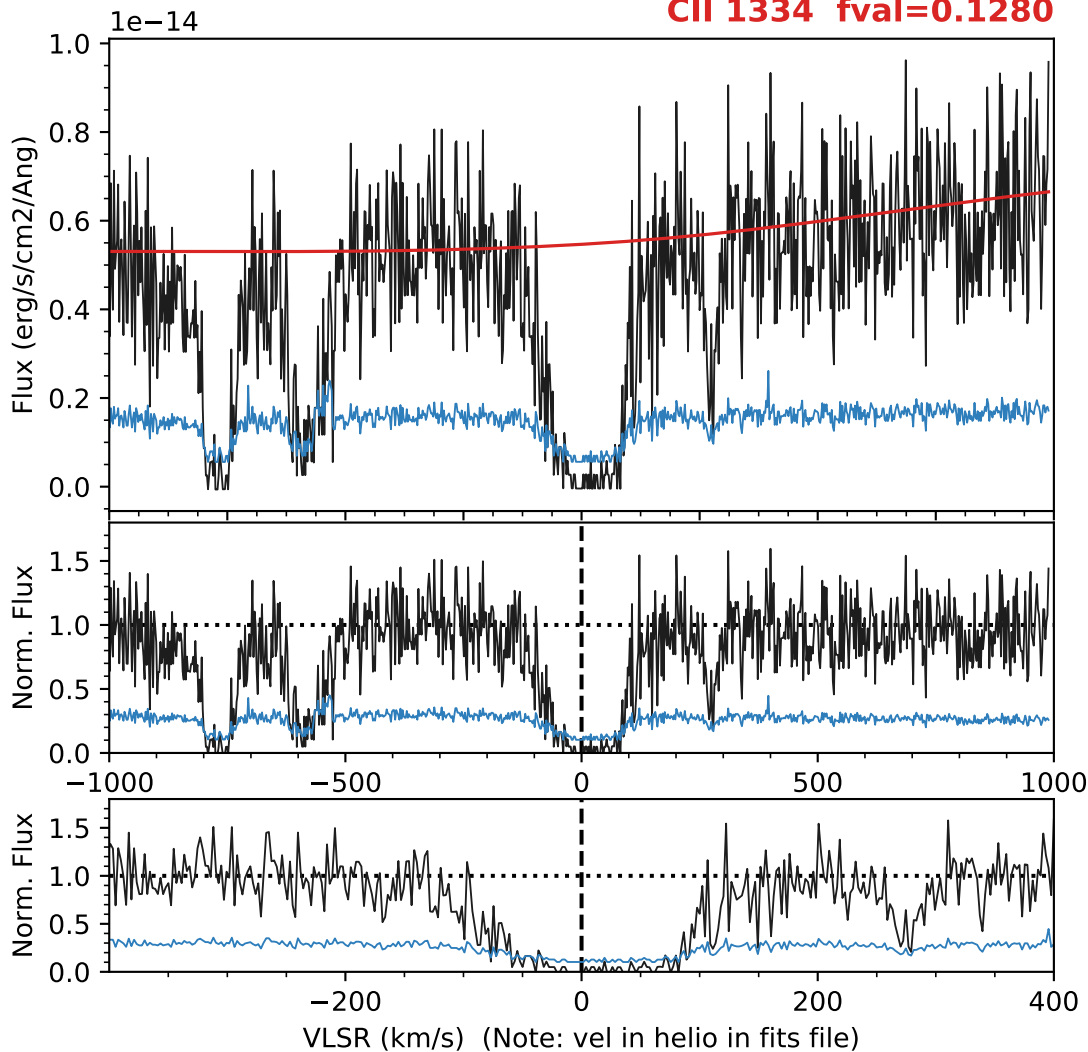 CII 1334 fval=0.1280
1e−14
1.0
0.8
0.6
0.4
0.2
0.0
Flux (erg/s/cm2/Ang)
1.5
1.0
0.5
0.0
Norm. Flux
−1000 −500 0 500 1000
1.5
1.0
0.5
0.0
Norm. Flux
−200 0 200 400
VLSR (km/s) (Note: vel in helio in fits file)